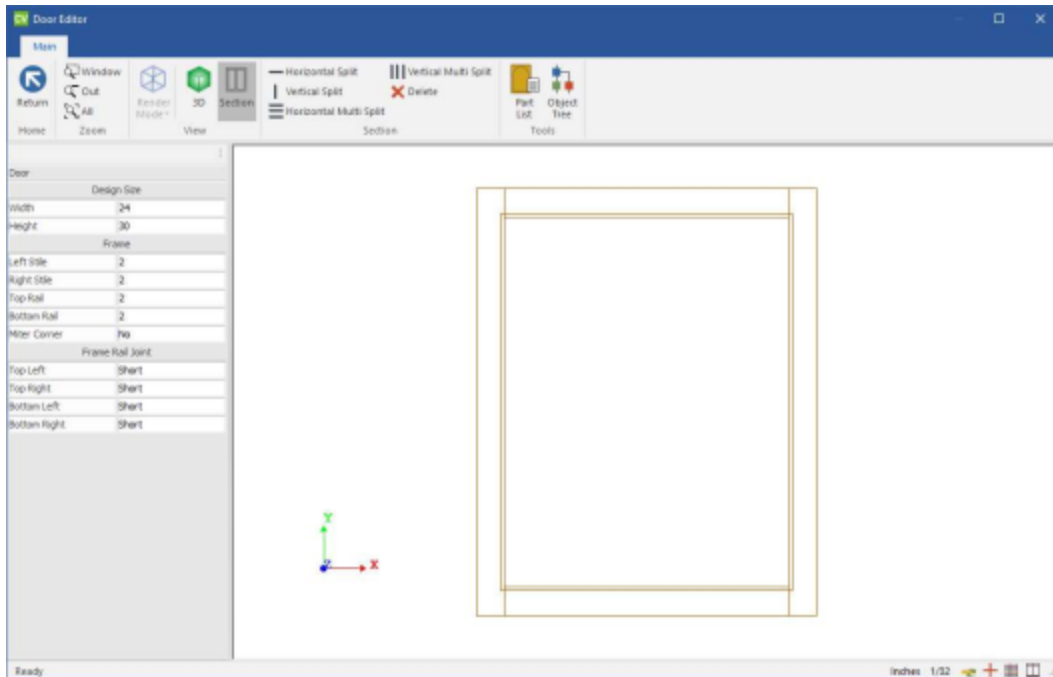 CV Door Editor
Main
Return
Window
Out
All
Render Mode
3D
Section
Horizontal Split
Vertical Split
Horizontal Multi Split
Vertical Multi Split
Delete
Part List
Object Tree
Home
Zoom
View
Section
Tools
Door
Design Size
Width 24
Height 30
Frame
Left Stile 2
Right Stile 2
Top Rail 2
Bottom Rail 2
Miter Corner No
Frame Rail Joint
Top Left Short
Top Right Short
Bottom Left Short
Bottom Right Short
Y
Z
X
Ready
Inches 1/32